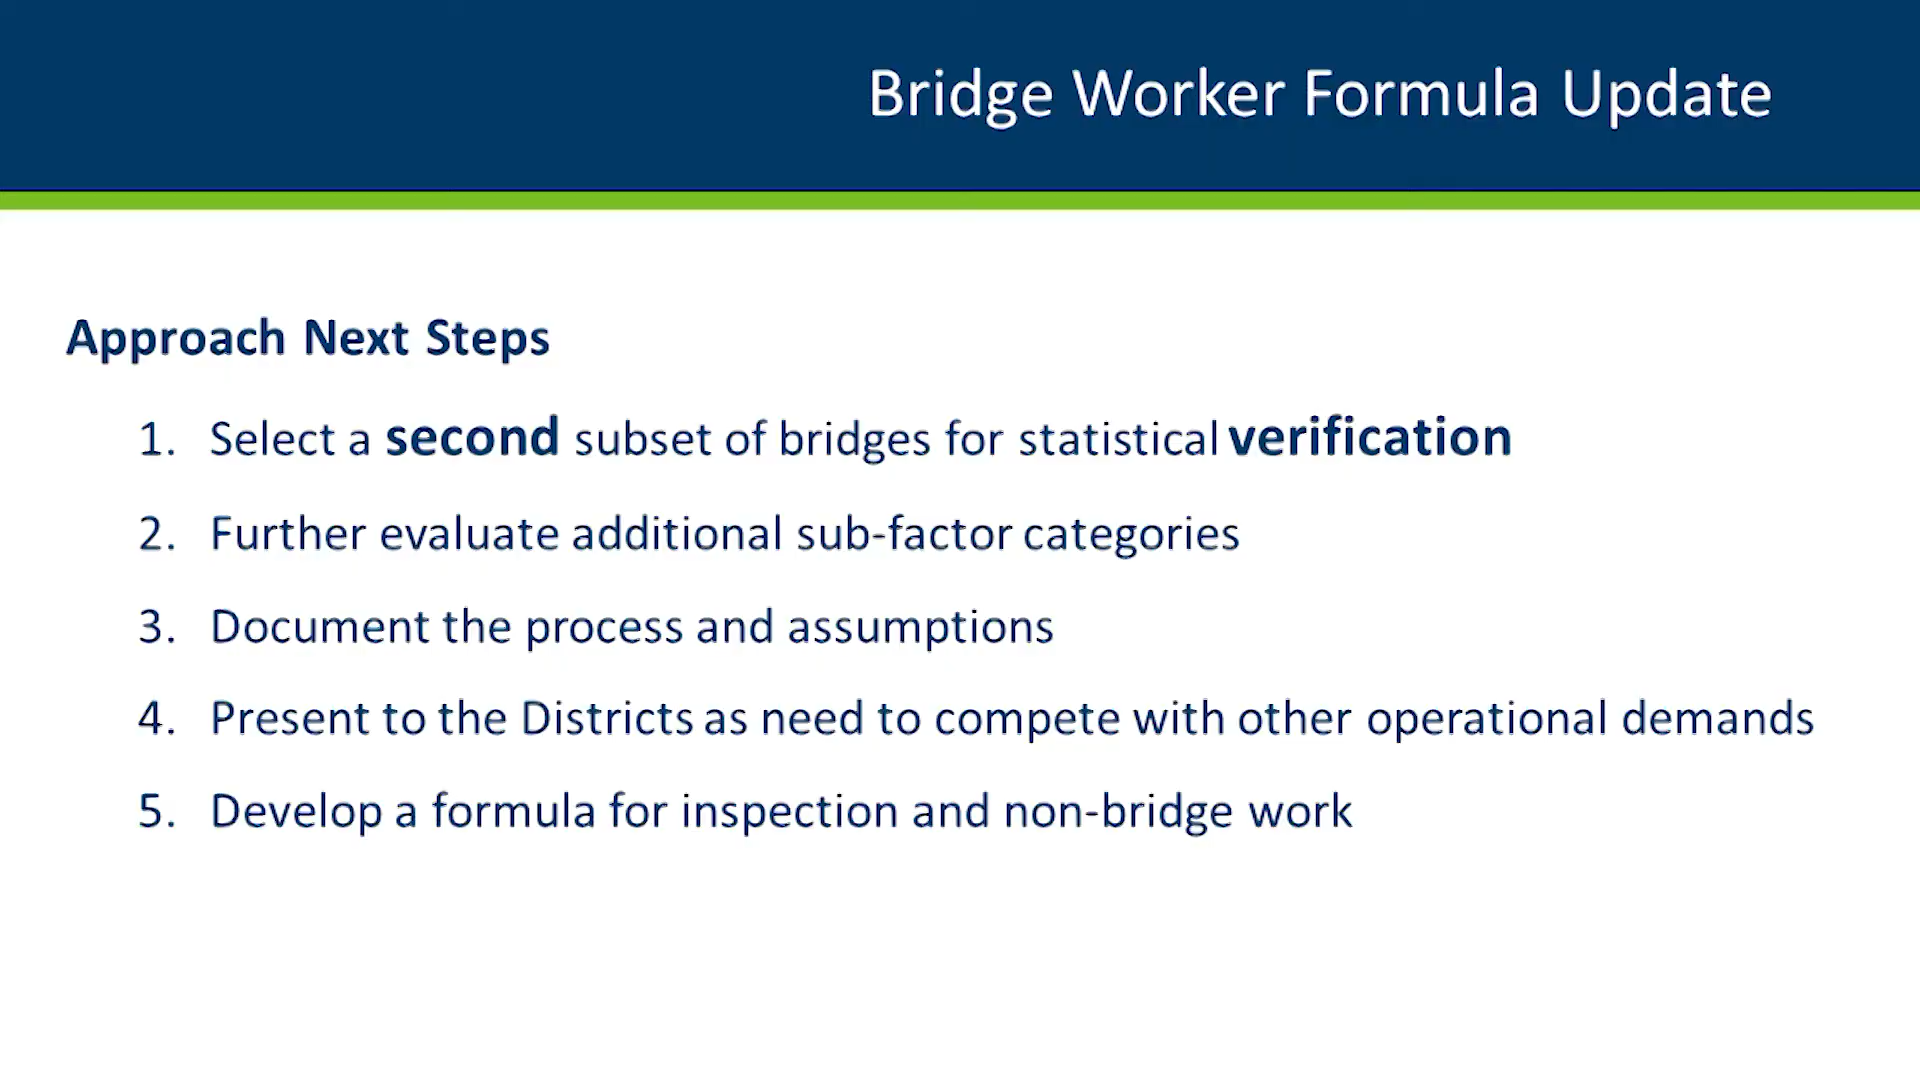 Bridge Worker Formula Update
Approach Next Steps
1. Select a second subset of bridges for statistical verification
2. Further evaluate additional sub-factor categories
3. Document the process and assumptions
4. Present to the Districts as need to compete with other operational demands
5. Develop a formula for inspection and non-bridge work